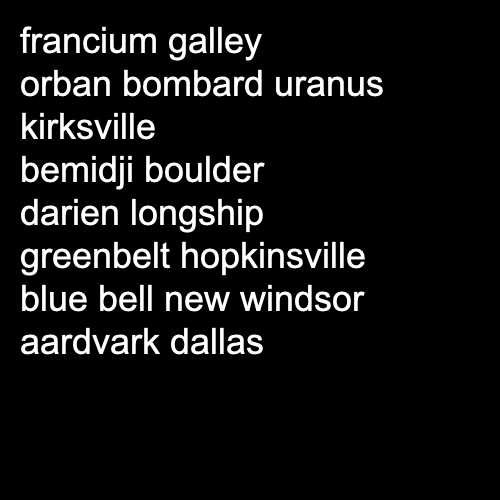 francium galley
orban bombard uranus
kirksville
bemidji boulder
darien longship
greenbelt hopkinsville
blue bell new windsor
aardvark dallas